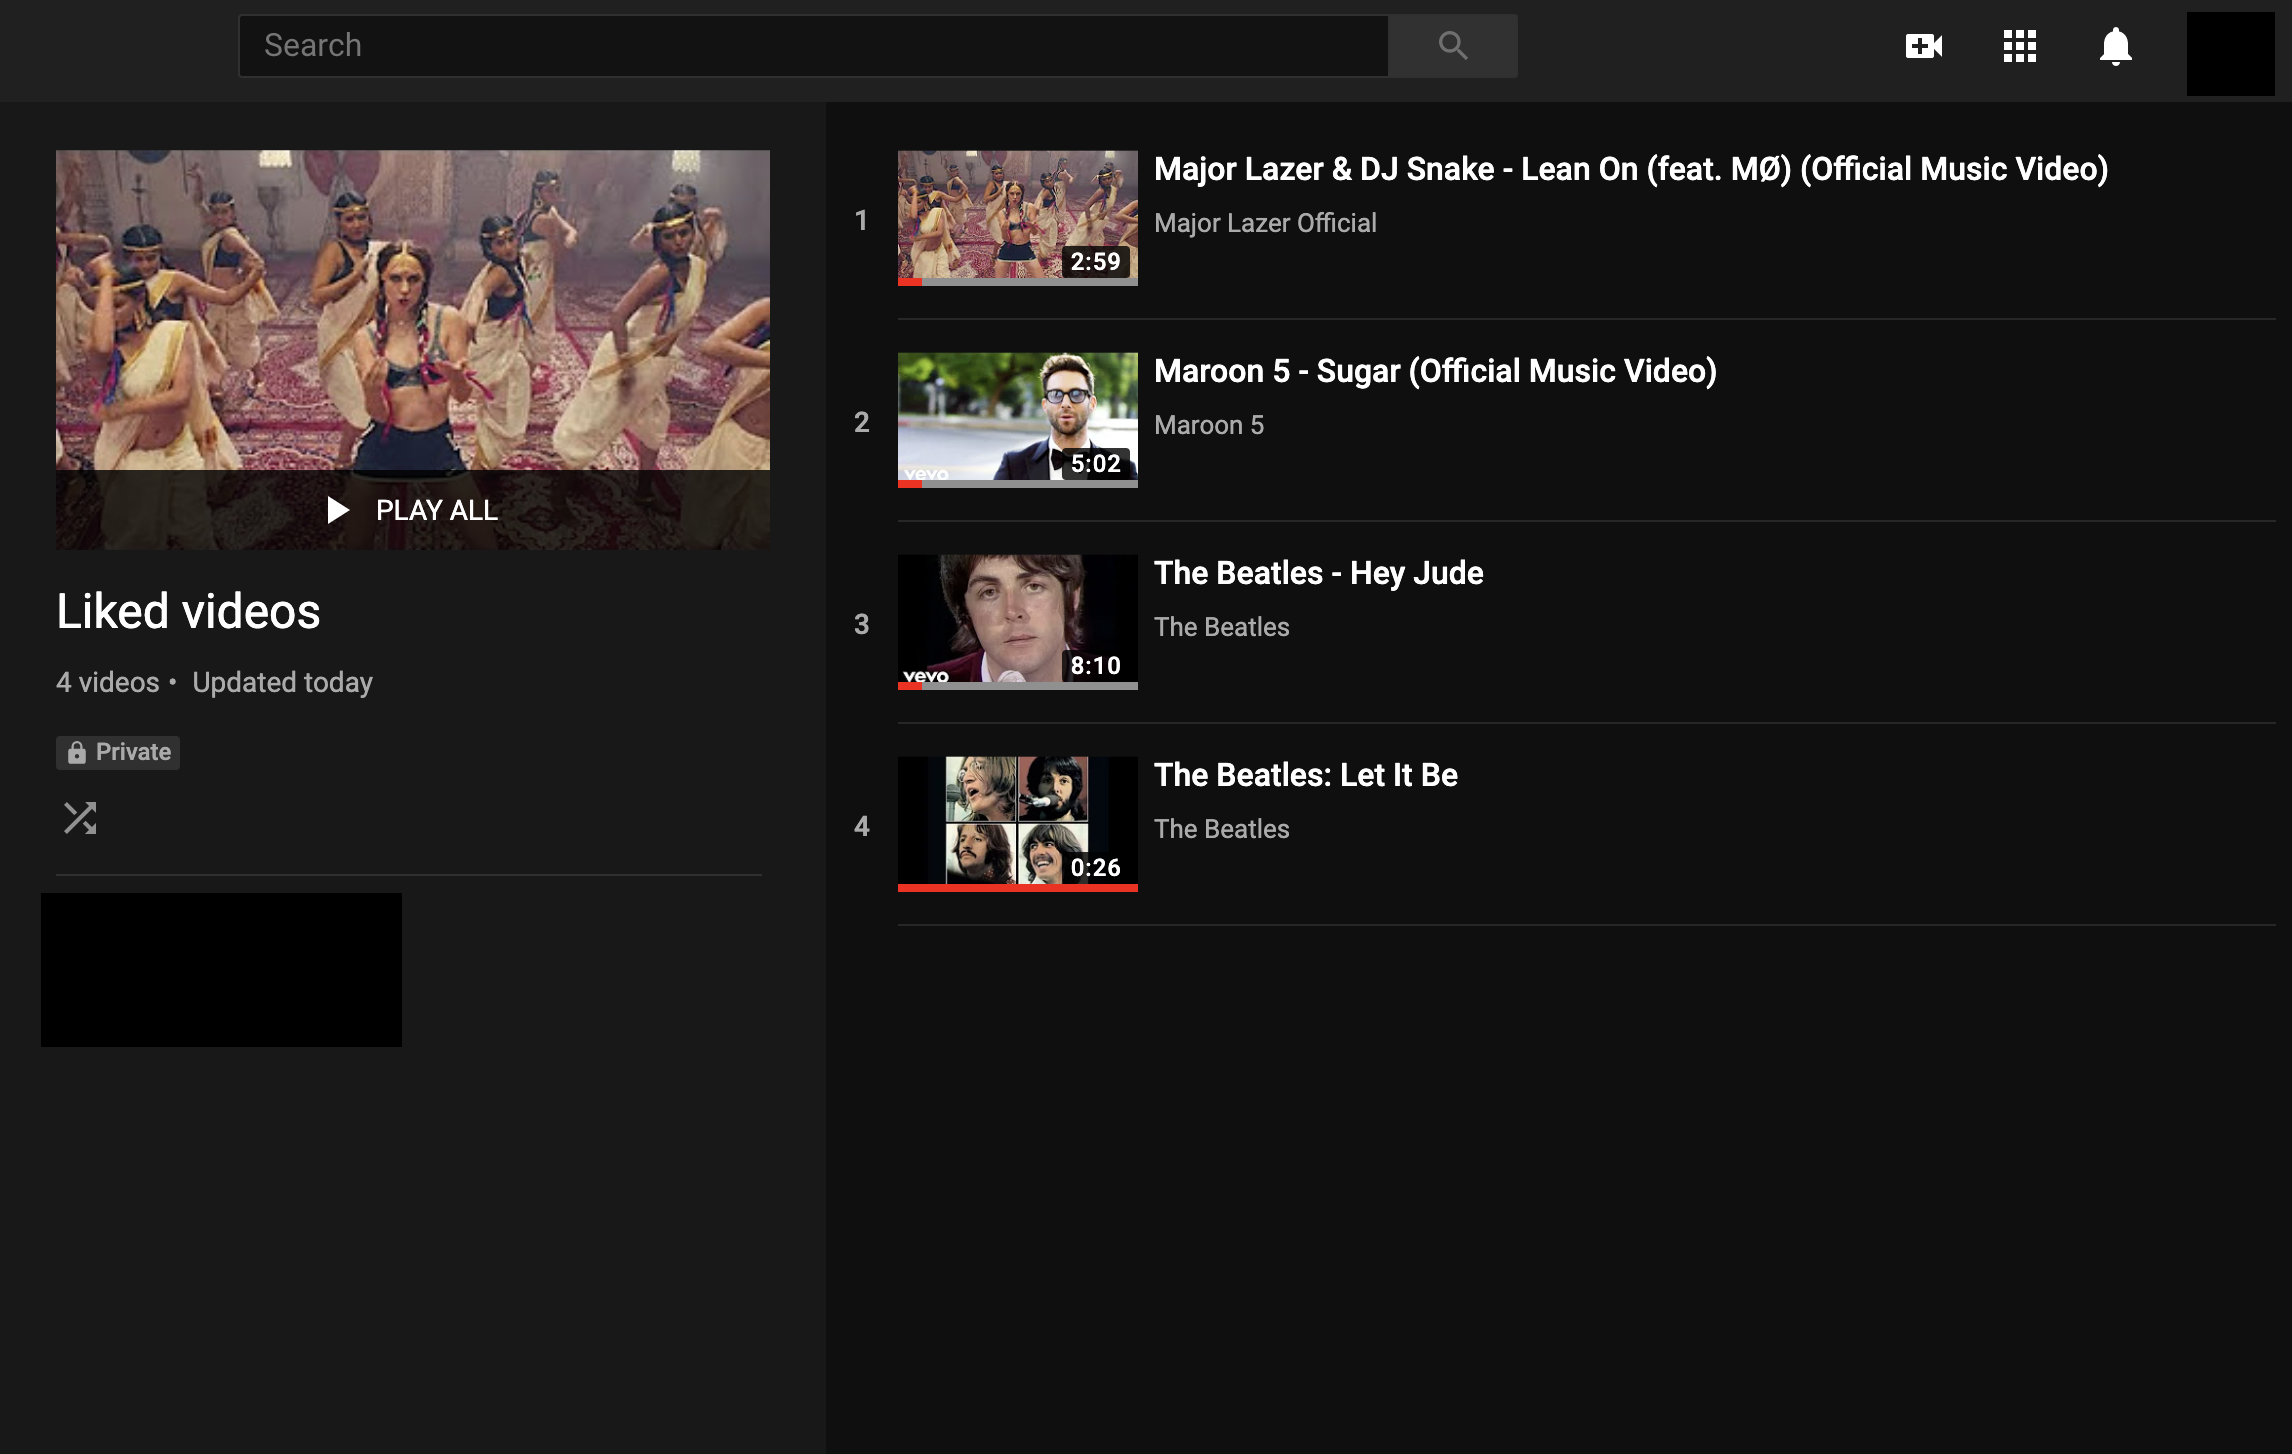 Search
PLAY ALL
Liked videos
4 videos • Updated today
Private
1
2:59
Major Lazer & DJ Snake - Lean On (feat. MØ) (Official Music Video)
Major Lazer Official
2
vevo
5:02
Maroon 5 - Sugar (Official Music Video)
Maroon 5
3
vevo
8:10
The Beatles - Hey Jude
The Beatles
4
0:26
The Beatles: Let It Be
The Beatles